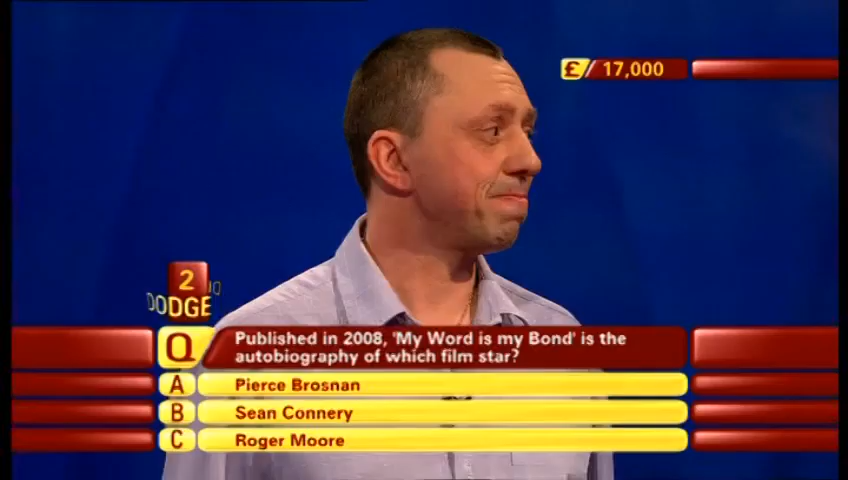 £ 17,000
2
DODGE
Q Published in 2008, 'My Word is my Bond' is the
autobiography of which film star?
A Pierce Brosnan
B Sean Connery
C Roger Moore